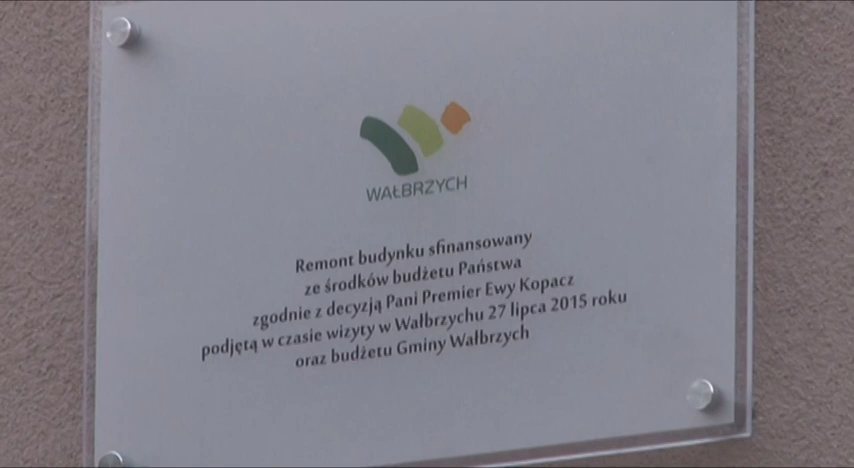 WAŁBRZYCH
Remont budynku sfinansowany
ze środków budżetu Państwa
zgodnie z decyzją Pani Premier Ewy Kopacz
podjętą w czasie wizyty w Wałbrzychu 27 lipca 2015 roku
oraz budżetu Gminy Wałbrzych